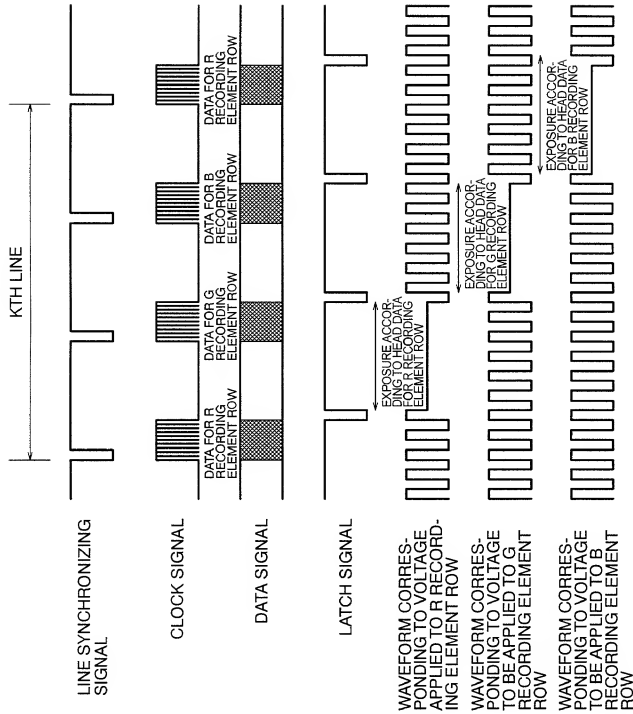 KTH LINE
LINE SYNCHRONIZING
SIGNAL
CLOCK SIGNAL
DATA FOR R
RECORDING
ELEMENT ROW
DATA FOR G
RECORDING
ELEMENT ROW
DATA FOR B
RECORDING
ELEMENT ROW
DATA FOR R
RECORDING
ELEMENT ROW
DATA SIGNAL
LATCH SIGNAL
EXPOSURE ACCOR-
DING TO HEAD DATA
FOR R RECORDING
ELEMENT ROW
WAVEFORM CORRES-
PONDING TO VOLTAGE
APPLIED TO R RECORD-
ING ELEMENT ROW
EXPOSURE ACCOR-
DING TO HEAD DATA
FOR G RECORDING
ELEMENT ROW
WAVEFORM CORRES-
PONDING TO VOLTAGE
TO BE APPLIED TO G
RECORDING ELEMENT
ROW
EXPOSURE ACCOR-
DING TO HEAD DATA
FOR B RECORDING
ELEMENT ROW
WAVEFORM CORRES-
PONDING TO VOLTAGE
TO BE APPLIED TO B
RECORDING ELEMENT
ROW